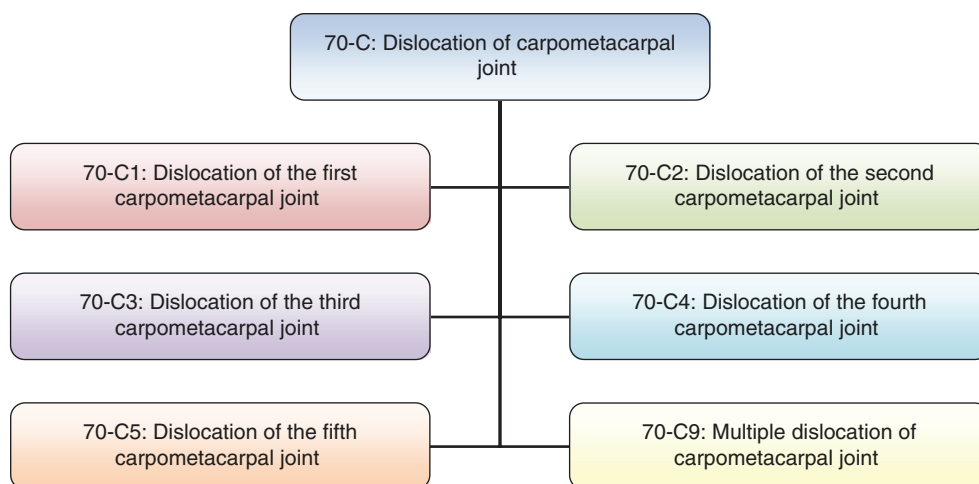 70-C: Dislocation of carpometacarpal
joint
70-C1: Dislocation of the first
carpometacarpal joint
70-C2: Dislocation of the second
carpometacarpal joint
70-C3: Dislocation of the third
carpometacarpal joint
70-C4: Dislocation of the fourth
carpometacarpal joint
70-C5: Dislocation of the fifth
carpometacarpal joint
70-C9: Multiple dislocation of
carpometacarpal joint